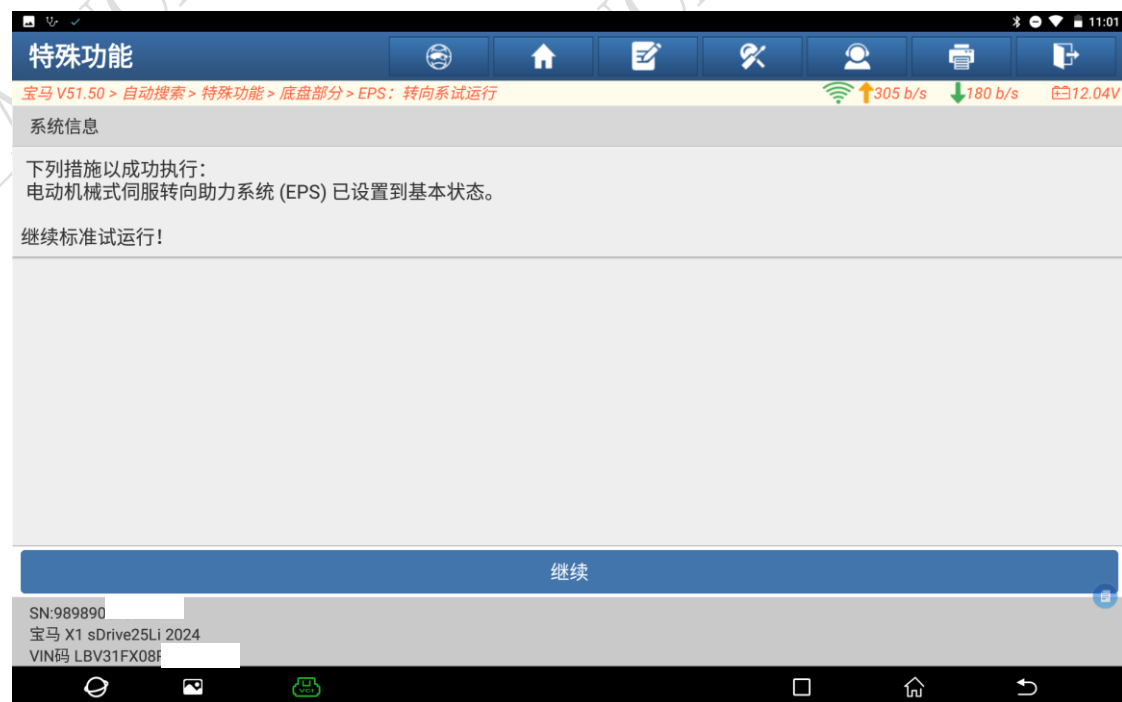 11:01
特殊功能
宝马 V51.50 > 自动搜索 > 特殊功能 > 底盘部分 > EPS：转向系试运行
305 b/s 180 b/s 12.04V
系统信息
下列措施以成功执行：
电动机械式伺服转向助力系统 (EPS) 已设置到基本状态。
继续标准试运行！
继续
SN:989890
宝马 X1 sDrive25Li 2024
VIN码 LBV31FX08
VCI